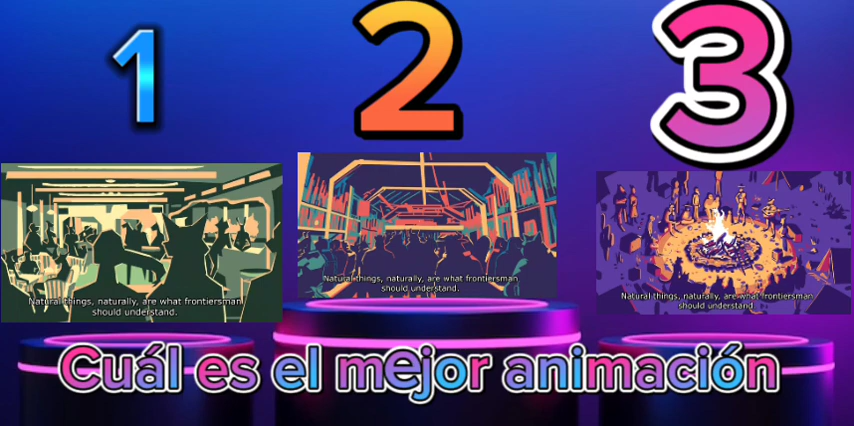 1 2 3
Natural things, naturally, are what frontiersman
should understand.
Natural things, naturally, are what frontiersman
should understand.
Natural things, naturally, are what frontiersman
should understand.
Cuál es el mejor animación